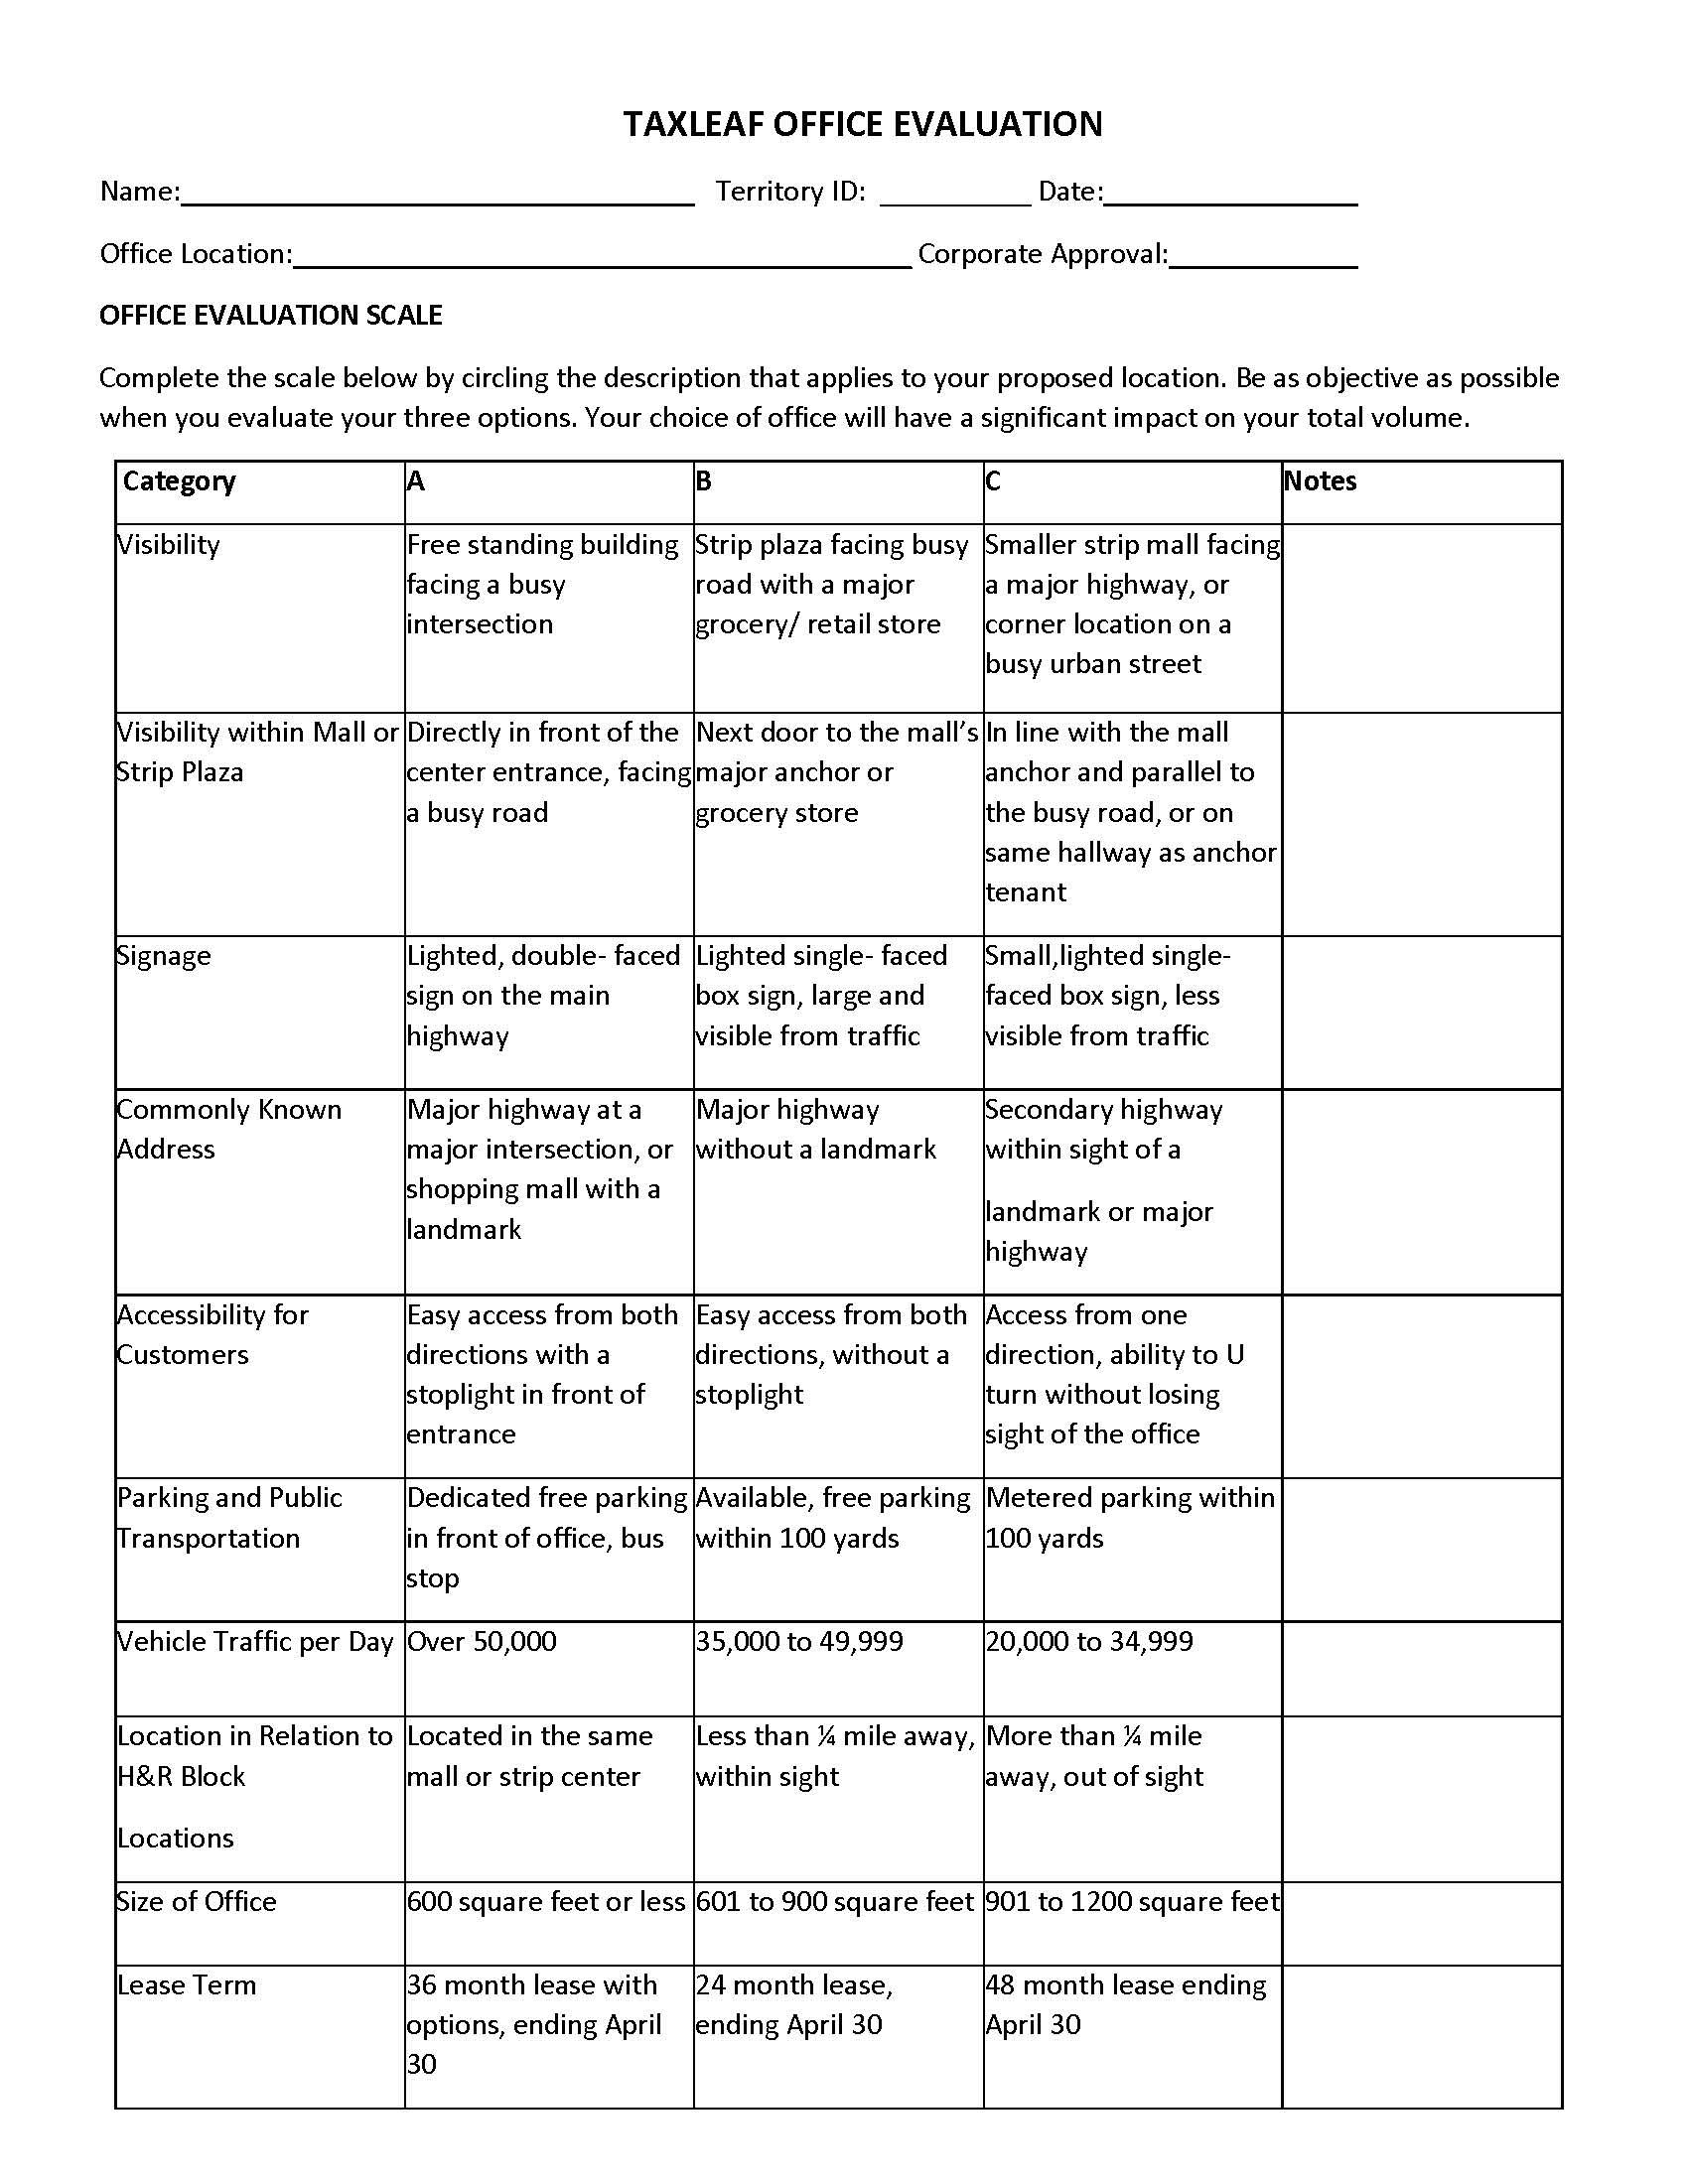 TAXLEAF OFFICE EVALUATION
Name: Territory ID: Date:
Office Location: Corporate Approval:
OFFICE EVALUATION SCALE
Complete the scale below by circling the description that applies to your proposed location. Be as objective as possible
when you evaluate your three options. Your choice of office will have a significant impact on your total volume.
Category A B C Notes
Visibility
Free standing building
facing a busy
intersection
Strip plaza facing busy
road with a major
grocery/ retail store
Smaller strip mall facing
a major highway, or
corner location on a
busy urban street
Visibility within Mall or
Strip Plaza
Directly in front of the
center entrance, facing
a busy road
Next door to the mall’s
major anchor or
grocery store
In line with the mall
anchor and parallel to
the busy road, or on
same hallway as anchor
tenant
Signage
Lighted, double- faced
sign on the main
highway
Lighted single- faced
box sign, large and
visible from traffic
Small,lighted single-
faced box sign, less
visible from traffic
Commonly Known
Address
Major highway at a
major intersection, or
shopping mall with a
landmark
Major highway
without a landmark
Secondary highway
within sight of a
landmark or major
highway
Accessibility for
Customers
Easy access from both
directions with a
stoplight in front of
entrance
Easy access from both
directions, without a
stoplight
Access from one
direction, ability to U
turn without losing
sight of the office
Parking and Public
Transportation
Dedicated free parking
in front of office, bus
stop
Available, free parking
within 100 yards
Metered parking within
100 yards
Vehicle Traffic per Day
Over 50,000
35,000 to 49,999
20,000 to 34,999
Location in Relation to
H&R Block
Locations
Located in the same
mall or strip center
Less than ¼ mile away,
within sight
More than ¼ mile
away, out of sight
Size of Office
600 square feet or less
601 to 900 square feet
901 to 1200 square feet
Lease Term
36 month lease with
options, ending April
30
24 month lease,
ending April 30
48 month lease ending
April 30